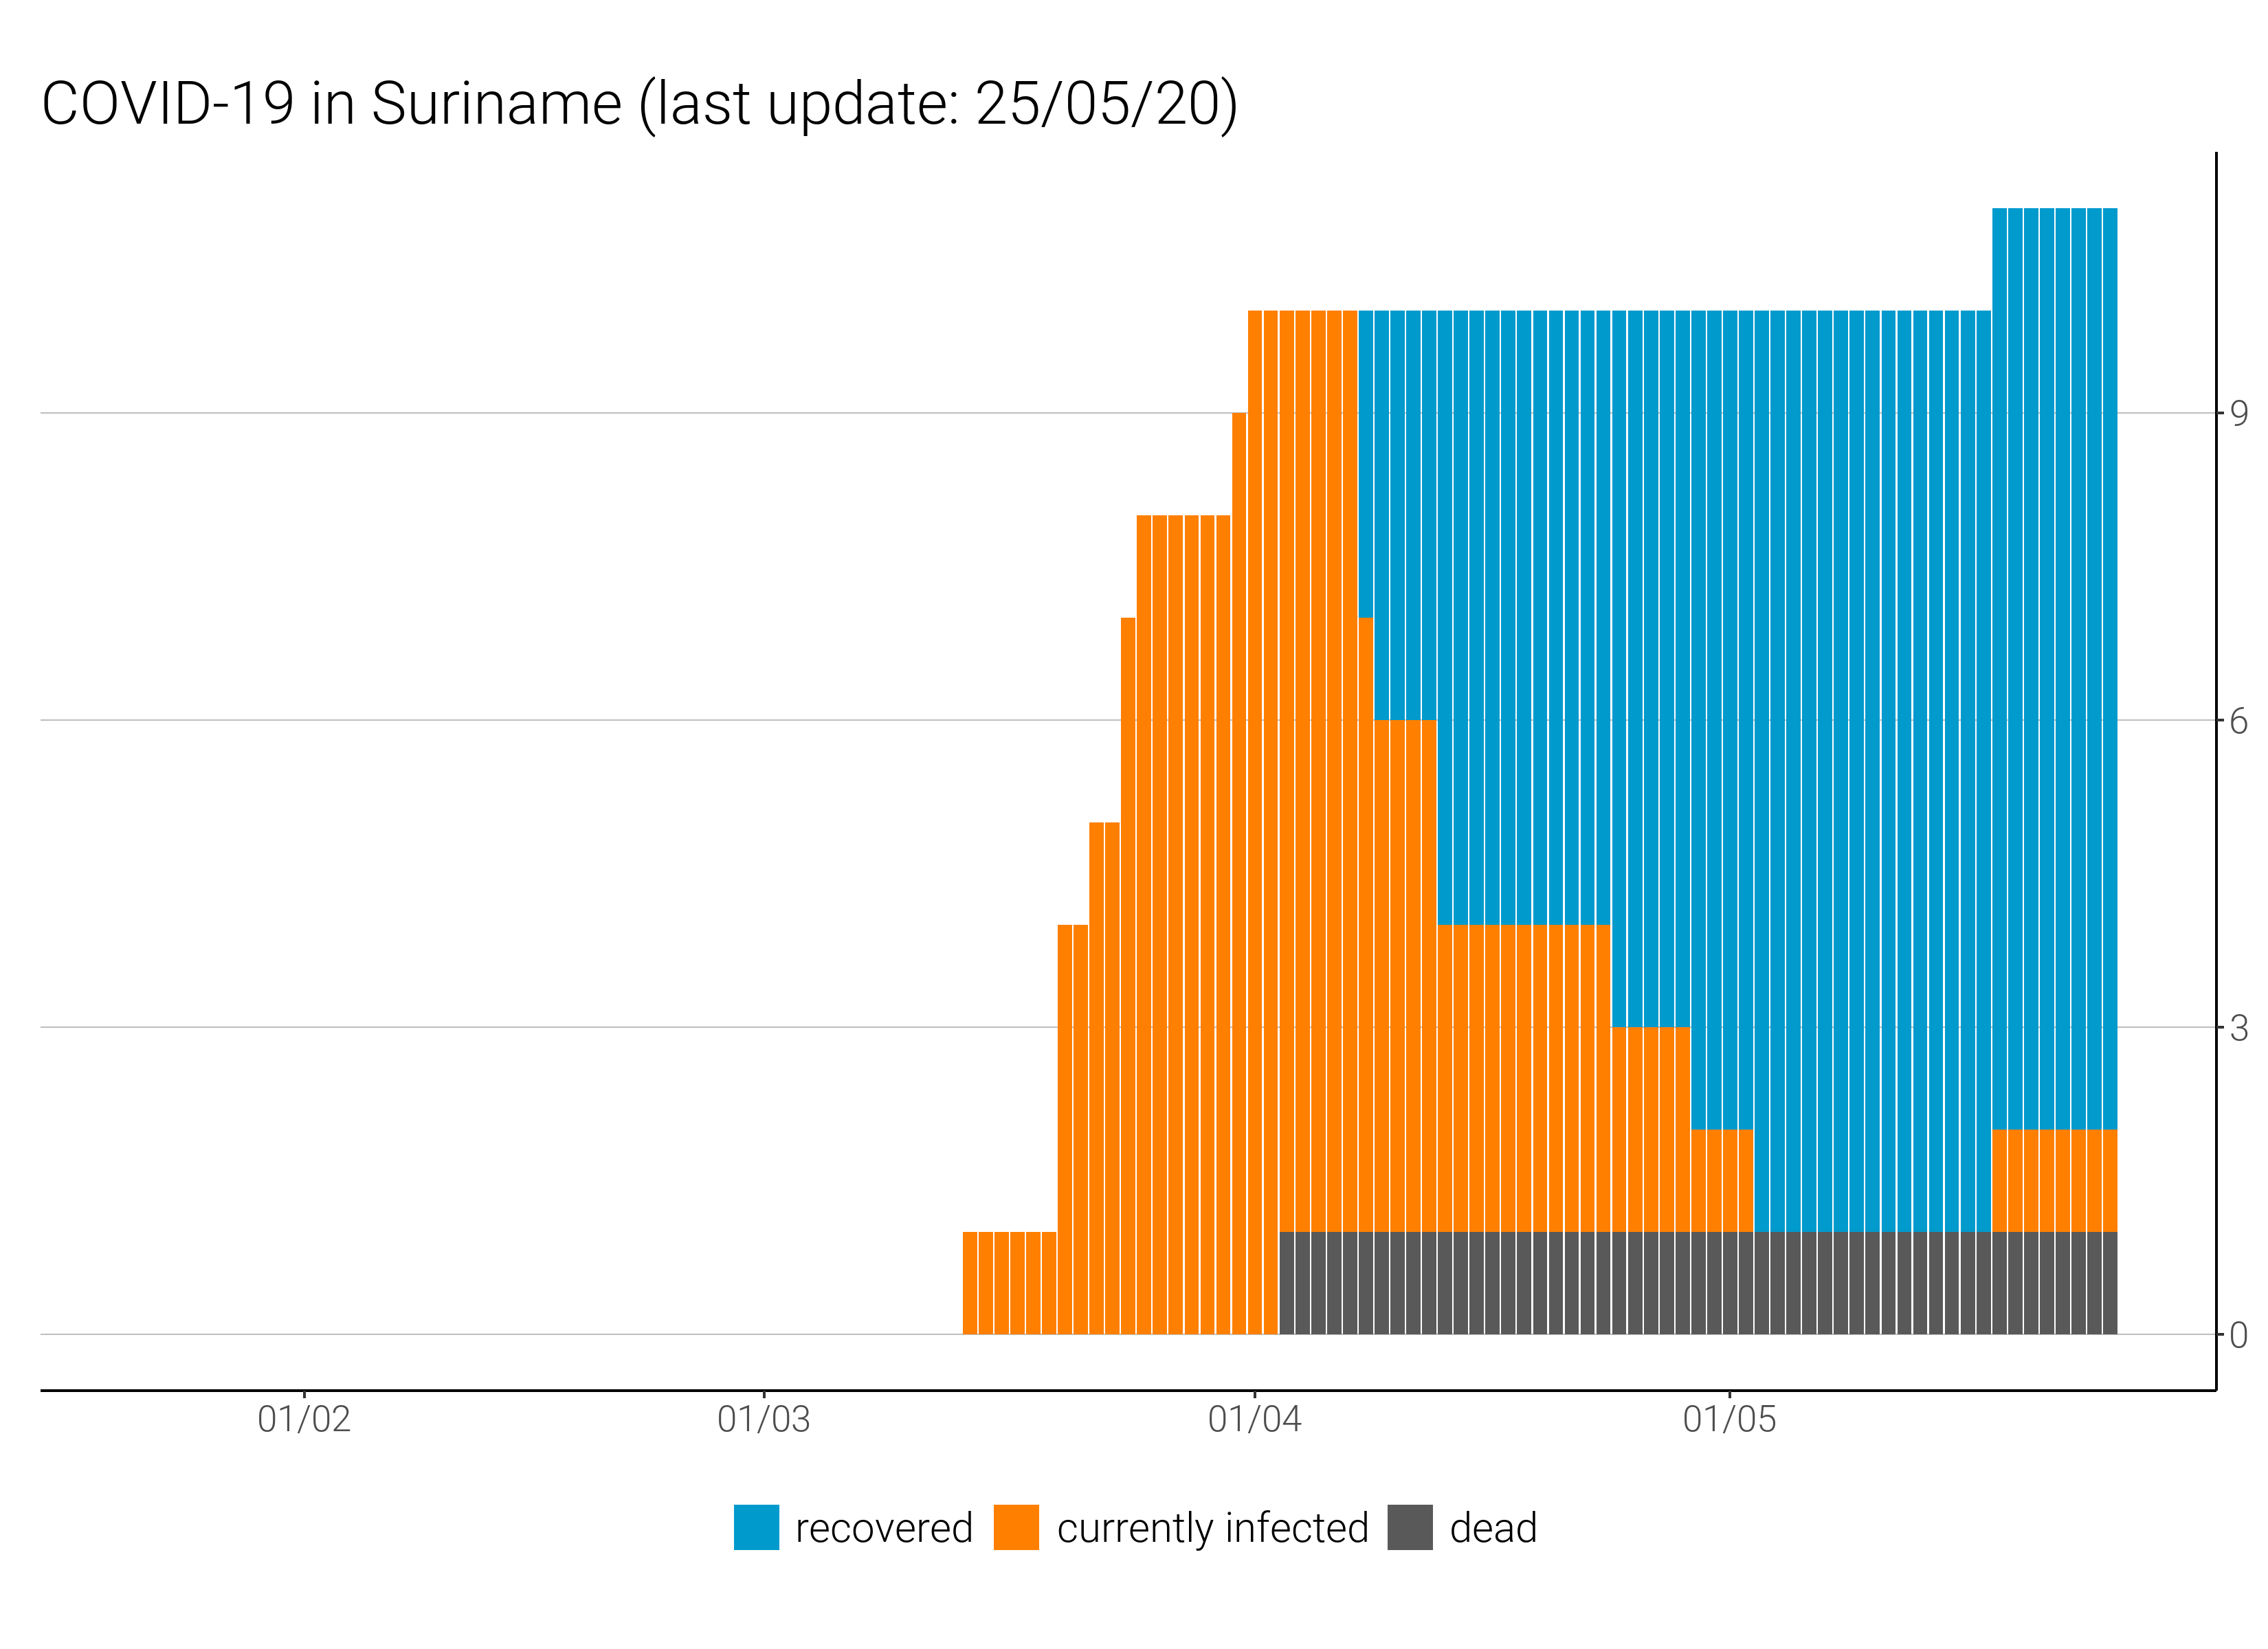 COVID-19 in Suriname (last update: 25/05/20)
9
6
3
0
01/02 01/03 01/04 01/05
recovered currently infected dead